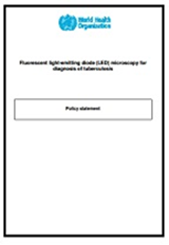 World Health
Organization
Fluorescent light-emitting diode (LED) microscopy for
diagnosis of tuberculosis
Policy statement